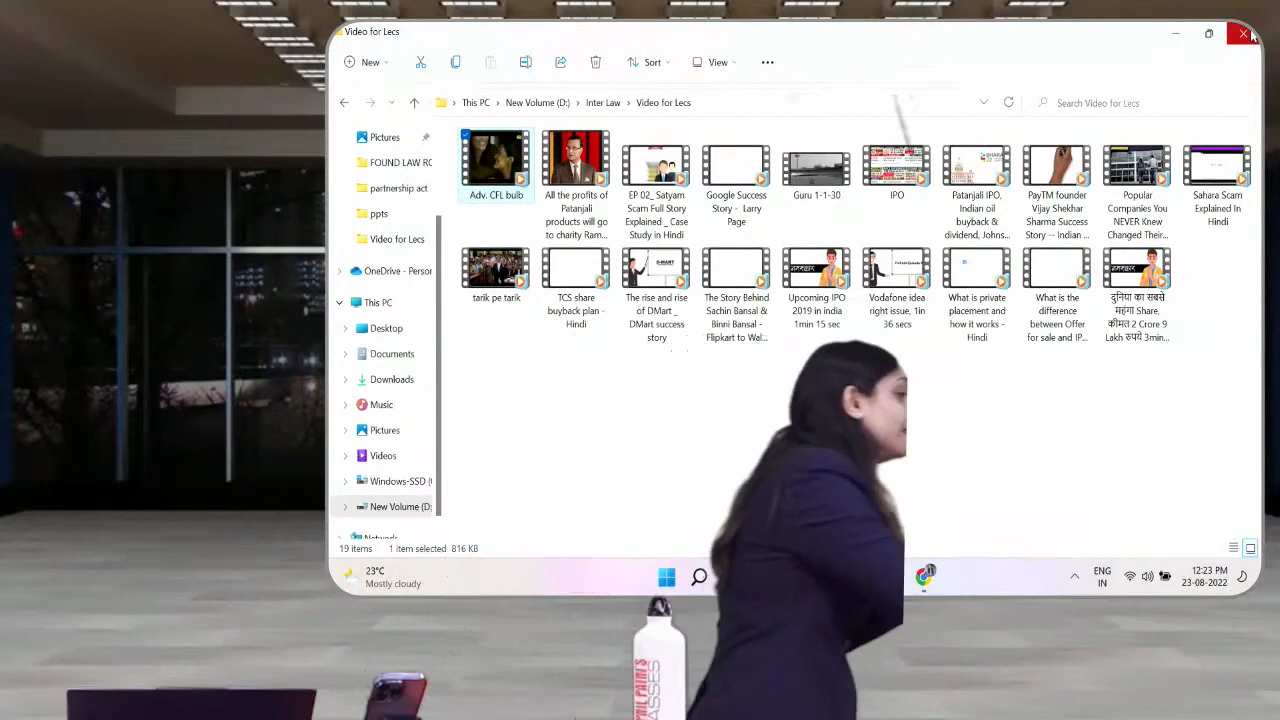 Video for Lecs
New
Sort
View
This PC
New Volume (D:)
Inter Law
Video for Lecs
Search Video for Lecs
Pictures
FOUND LAW RC
partnership act
ppts
Video for Lecs
OneDrive - Persor
This PC
Desktop
Documents
Downloads
Music
Pictures
Videos
Windows-SSD (
New Volume (D:
Network
Adv. CFL bulb
All the profits of
Patanjali
products will go
to charity Ram...
EP 02_ Satyam
Scam Full Story
Explained _ Case
Study in Hindi
Google Success
Story - Larry
Page
Guru 1-1-30
IPO
Patanjali IPO,
Indian oil
buyback &
dividend, Johns...
PayTM founder
Vijay Shekhar
Sharma Success
Story -- Indian ...
Popular
Companies You
NEVER Knew
Changed Their...
Sahara Scam
Explained In
Hindi
tarik pe tarik
TCS share
buyback plan -
Hindi
The rise and rise
of DMart _
DMart success
story
The Story Behind
Sachin Bansal &
Binni Bansal -
Flipkart to Wal...
Upcoming IPO
2019 in india
1min 15 sec
Vodafone idea
right issue, 1in
36 secs
What is private
placement and
how it works -
Hindi
What is the
difference
between Offer
for sale and IP...
दुनिया का सबसे
महंगा Share,
कीमत 2 Crore 9
Lakh रुपये 3min...
19 items
1 item selected 816 KB
23°C
Mostly cloudy
ENG
IN
12:23 PM
23-08-2022